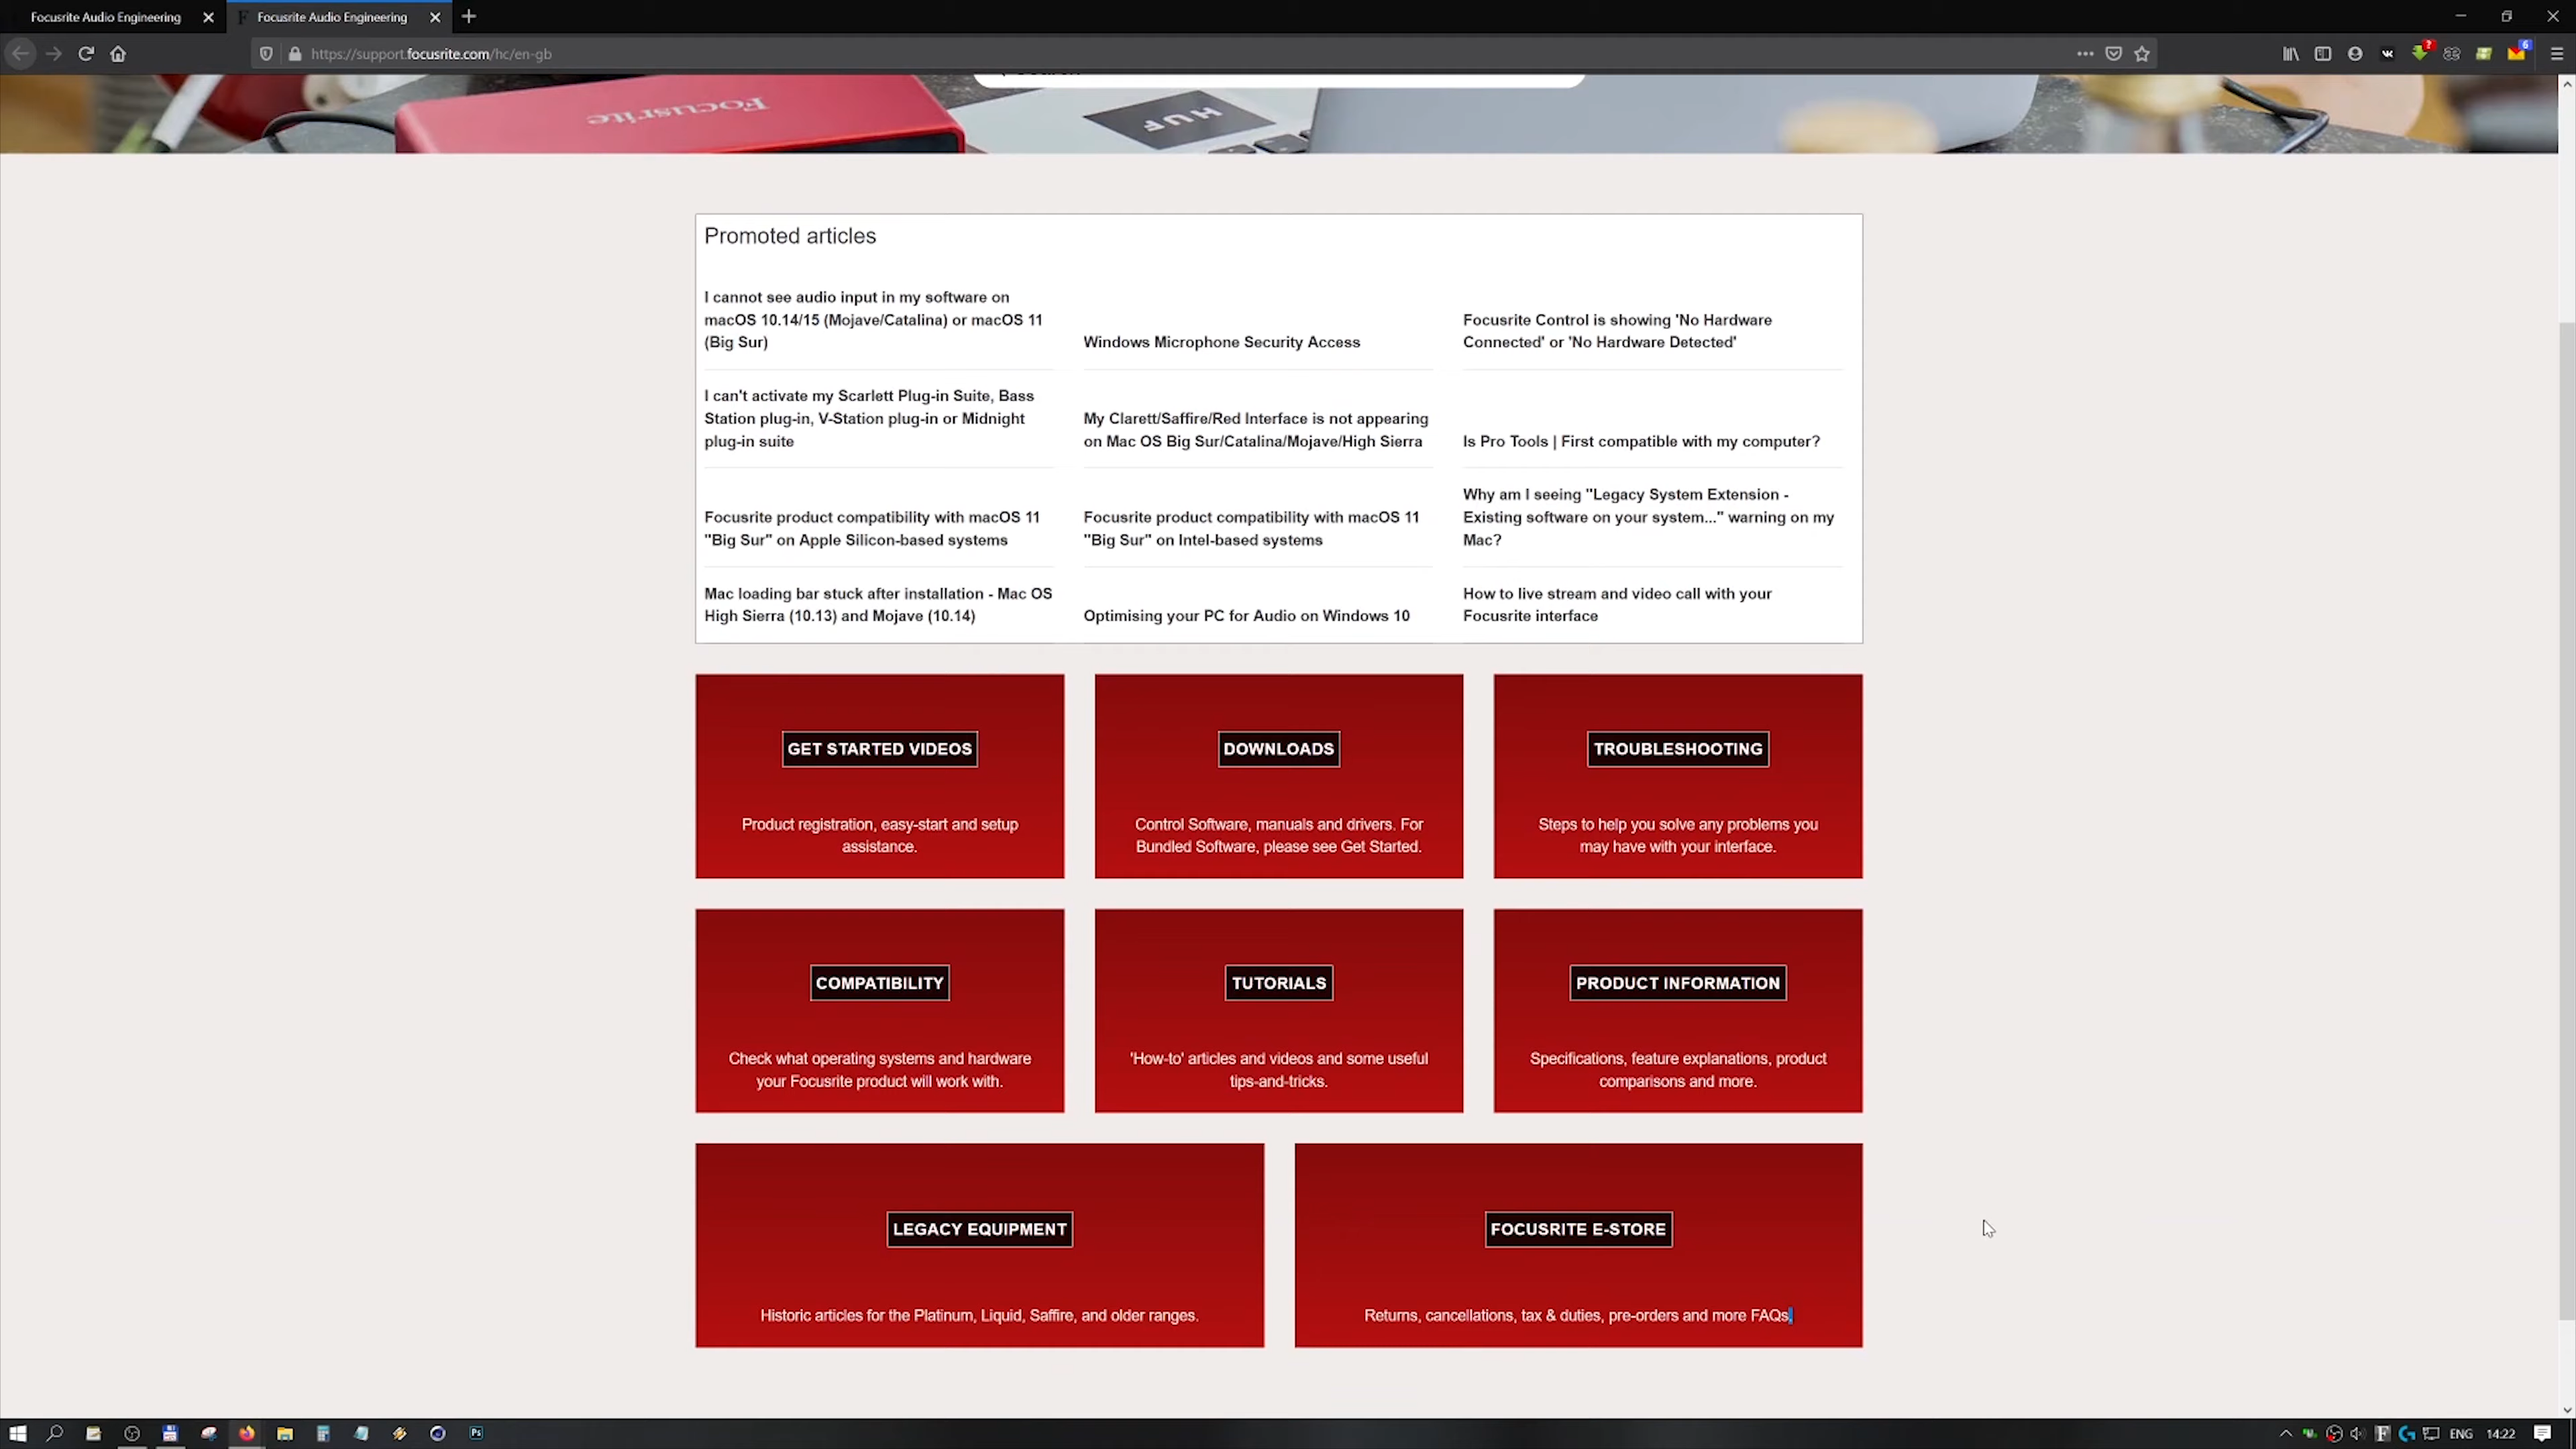 Focusrite Audio Engineering
Focusrite Audio Engineering
https://support.focusrite.com/hc/en-gb
Focusrite
HUF
Promoted articles
I cannot see audio input in my software on
macOS 10.14/15 (Mojave/Catalina) or macOS 11
(Big Sur)
Windows Microphone Security Access
Focusrite Control is showing 'No Hardware
Connected' or 'No Hardware Detected'
I can't activate my Scarlett Plug-in Suite, Bass
Station plug-in, V-Station plug-in or Midnight
plug-in suite
My Clarett/Saffire/Red Interface is not appearing
on Mac OS Big Sur/Catalina/Mojave/High Sierra
Is Pro Tools | First compatible with my computer?
Focusrite product compatibility with macOS 11
"Big Sur" on Apple Silicon-based systems
Focusrite product compatibility with macOS 11
"Big Sur" on Intel-based systems
Why am I seeing "Legacy System Extension -
Existing software on your system..." warning on my
Mac?
Mac loading bar stuck after installation - Mac OS
High Sierra (10.13) and Mojave (10.14)
Optimising your PC for Audio on Windows 10
How to live stream and video call with your
Focusrite interface
GET STARTED VIDEOS
Product registration, easy-start and setup
assistance.
DOWNLOADS
Control Software, manuals and drivers. For
Bundled Software, please see Get Started.
TROUBLESHOOTING
Steps to help you solve any problems you
may have with your interface.
COMPATIBILITY
Check what operating systems and hardware
your Focusrite product will work with.
TUTORIALS
'How-to' articles and videos and some useful
tips-and-tricks.
PRODUCT INFORMATION
Specifications, feature explanations, product
comparisons and more.
LEGACY EQUIPMENT
Historic articles for the Platinum, Liquid, Saffire, and older ranges.
FOCUSRITE E-STORE
Returns, cancellations, tax & duties, pre-orders and more FAQs.
Ps
ENG
14:22